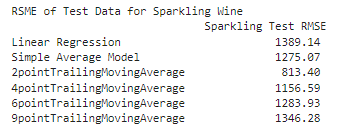 RSME of Test Data for Sparkling Wine
Sparkling Test RMSE
Linear Regression 1389.14
Simple Average Model 1275.07
2pointTrailingMovingAverage 813.40
4pointTrailingMovingAverage 1156.59
6pointTrailingMovingAverage 1283.93
9pointTrailingMovingAverage 1346.28